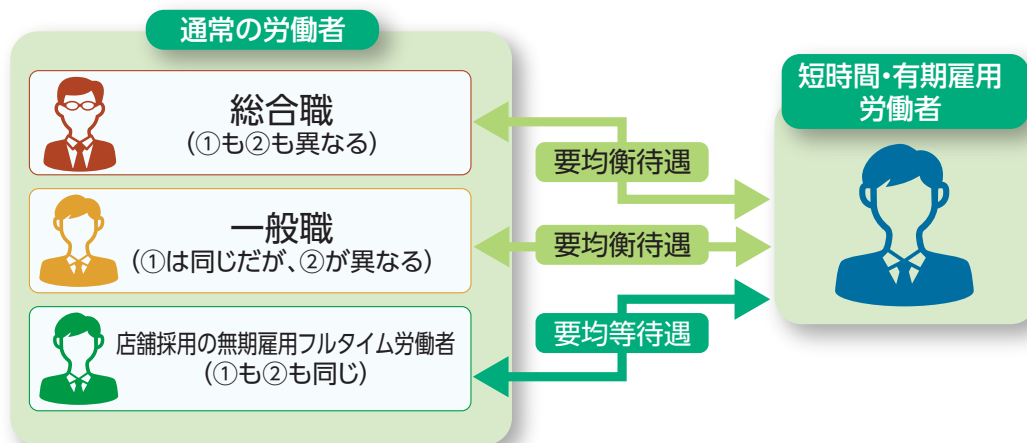 通常の労働者
総合職
(①も②も異なる)
一般職
(①は同じだが、②が異なる)
店舗採用の無期雇用フルタイム労働者
(①も②も同じ)
要均衡待遇
要均衡待遇
要均等待遇
短時間・有期雇用
労働者